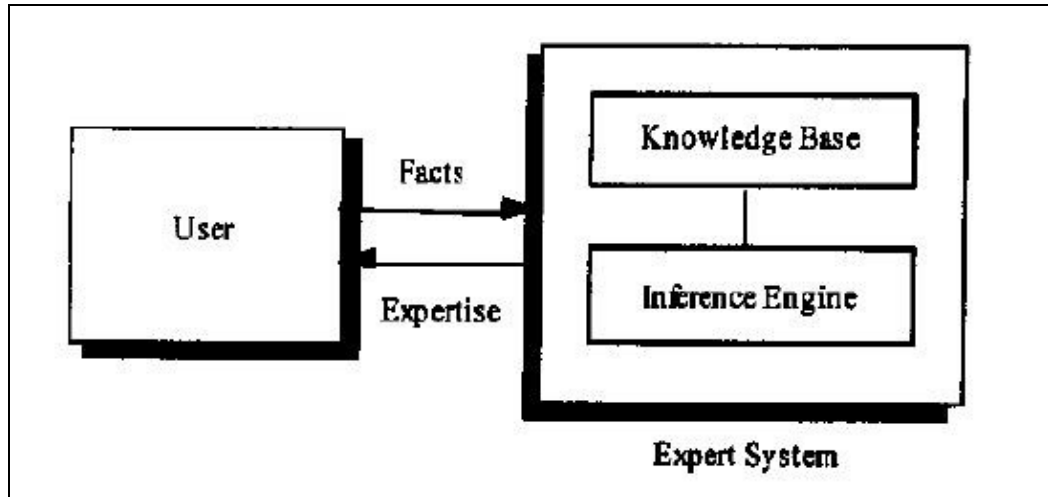 Knowledge Base
Facts
User
Inference Engine
Expertise
Expert System